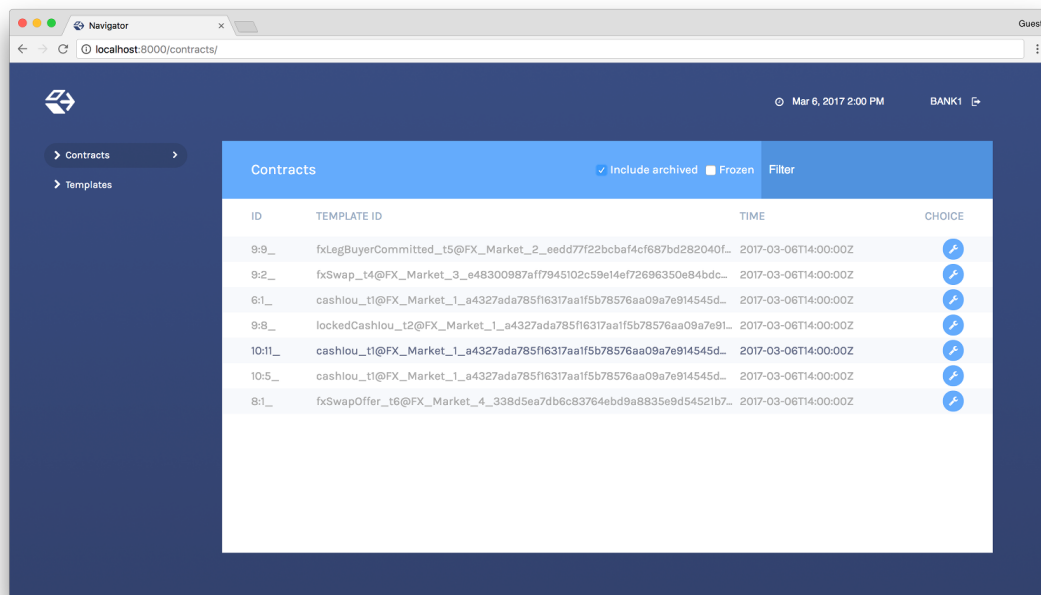 Navigator
Guest
localhost:8000/contracts/
Mar 6, 2017 2:00 PM BANK1
Contracts
Templates
Contracts Include archived Frozen Filter
ID TEMPLATE ID TIME CHOICE
9:9_ fxLegBuyerCommitted_t5@FX_Market_2_eedd77f22bcbaf4cf687bd282040f... 2017-03-06T14:00:00Z
9:2_ fxSwap_t4@FX_Market_3_e48300987aff7945102c59e14ef72696350e84bdc... 2017-03-06T14:00:00Z
6:1_ cashIou_t1@FX_Market_1_a4327ada785f16317aa1f5b78576aa09a7e914545d... 2017-03-06T14:00:00Z
9:8_ lockedCashIou_t2@FX_Market_1_a4327ada785f16317aa1f5b78576aa09a7e91... 2017-03-06T14:00:00Z
10:11_ cashIou_t1@FX_Market_1_a4327ada785f16317aa1f5b78576aa09a7e914545d... 2017-03-06T14:00:00Z
10:5_ cashIou_t1@FX_Market_1_a4327ada785f16317aa1f5b78576aa09a7e914545d... 2017-03-06T14:00:00Z
8:1_ fxSwapOffer_t6@FX_Market_4_338d5ea7db6c83764ebd9a8835e9d54521b7... 2017-03-06T14:00:00Z